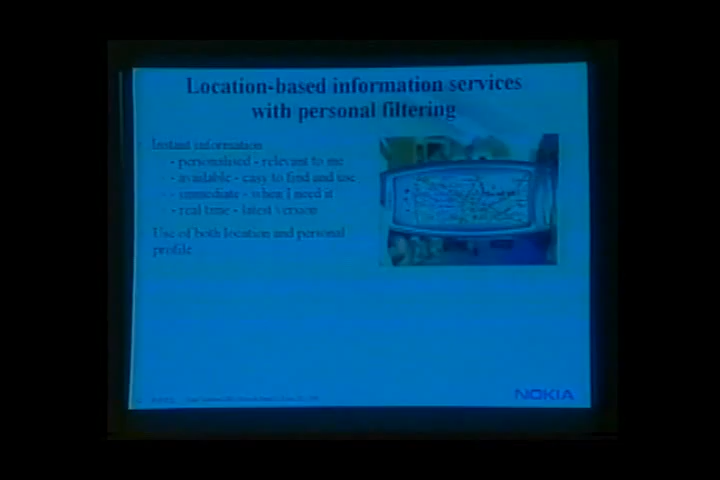 Location-based information services
with personal filtering
Instant information
- personalised - relevant to me
- available - easy to find and use
- immediate - when I need it
- real time - latest version
Use of both location and personal
profile
NOKIA